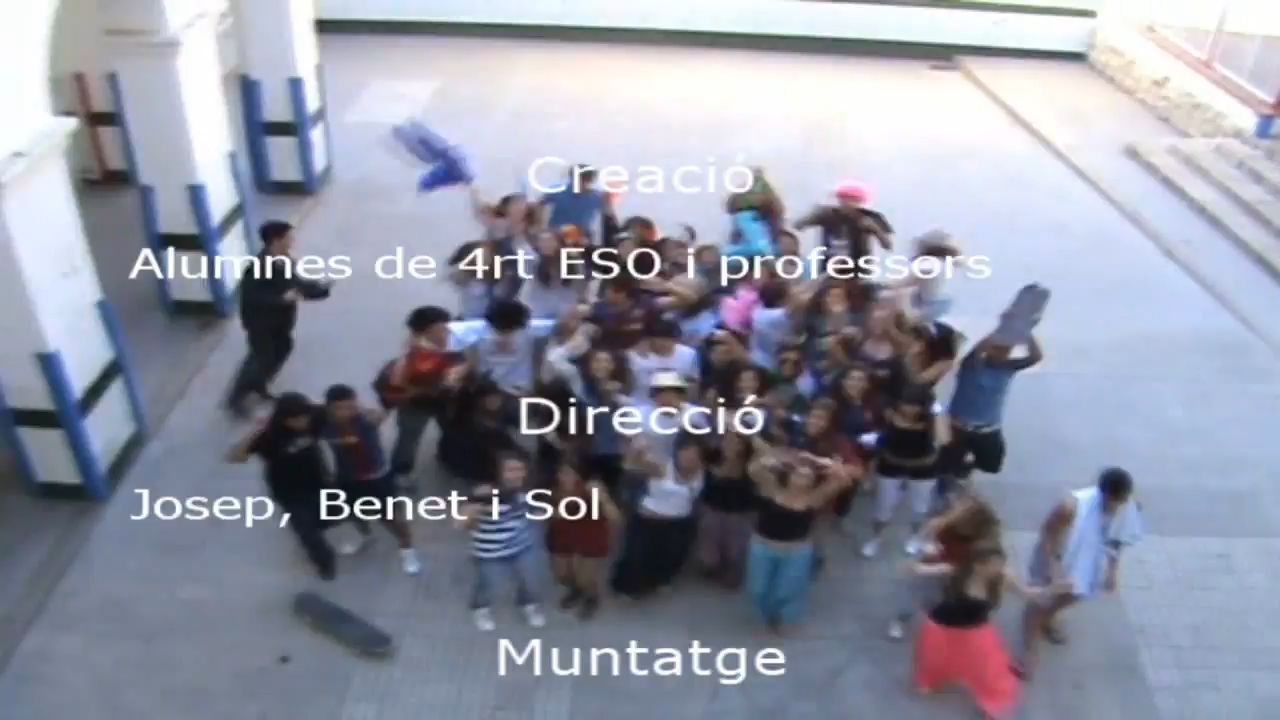 Creació
Alumnes de 4rt ESO i professors
Direcció
Josep, Benet i Sol
Muntatge